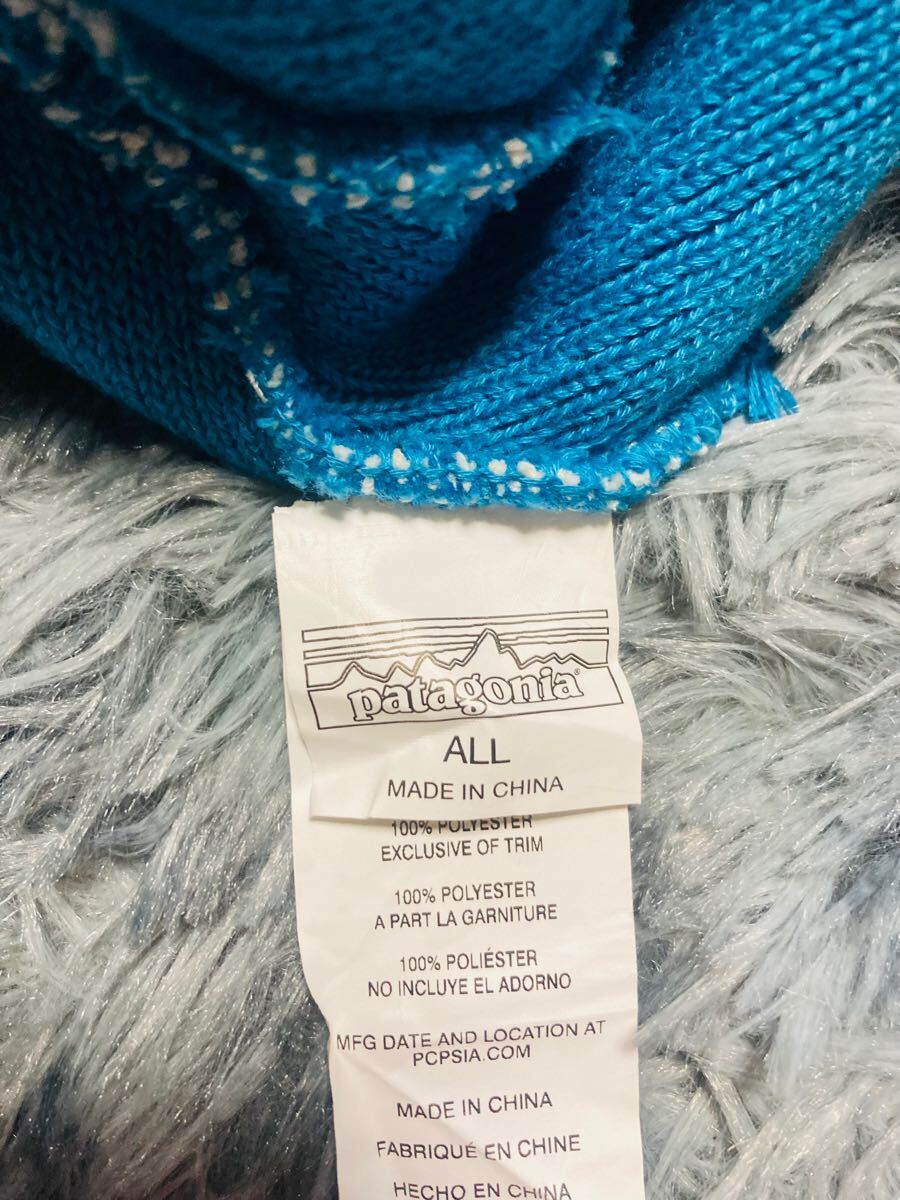 patagonia®
ALL
MADE IN CHINA
100% POLYESTER
EXCLUSIVE OF TRIM
100% POLYESTER
A PART LA GARNITURE
100% POLIÉSTER
NO INCLUYE EL ADORNO
MFG DATE AND LOCATION AT
PCPSIA.COM
MADE IN CHINA
FABRIQUÉ EN CHINE
HECHO EN CHINA